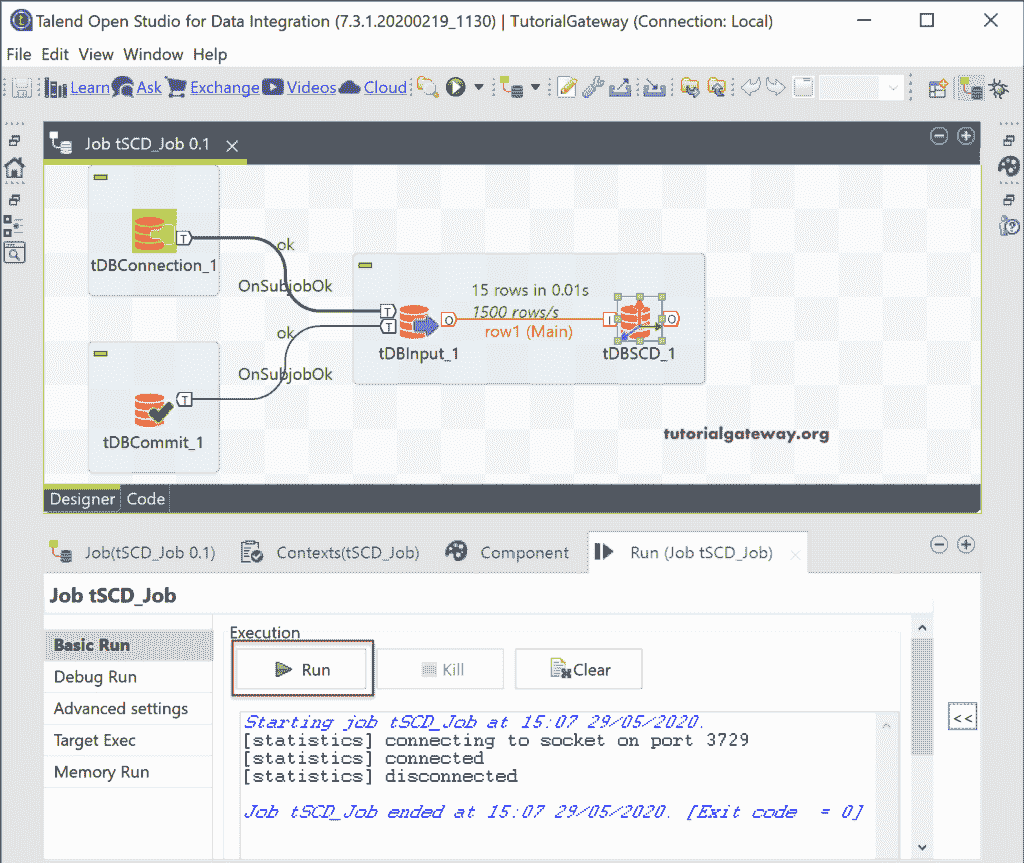 Talend Open Studio for Data Integration (7.3.1.20200219_1130) | TutorialGateway (Connection: Local)
File Edit View Window Help
Learn Ask Exchange Videos Cloud
Job tSCD_Job 0.1
tDBConnection_1
ok
OnSubjobOk
15 rows in 0.01s
1500 rows/s
row1 (Main)
T
T
T
O
I
O
tDBInput_1
tDBSCD_1
ok
OnSubjobOk
T
tDBCommit_1
tutorialgateway.org
Designer Code
Job(tSCD_Job 0.1) Contexts(tSCD_Job) Component Run (Job tSCD_Job)
Job tSCD_Job
Basic Run
Debug Run
Advanced settings
Target Exec
Memory Run
Execution
Run Kill Clear
Starting job tSCD_Job at 15:07 29/05/2020.
[statistics] connecting to socket on port 3729
[statistics] connected
[statistics] disconnected
Job tSCD_Job ended at 15:07 29/05/2020. [Exit code  = 0]
<<